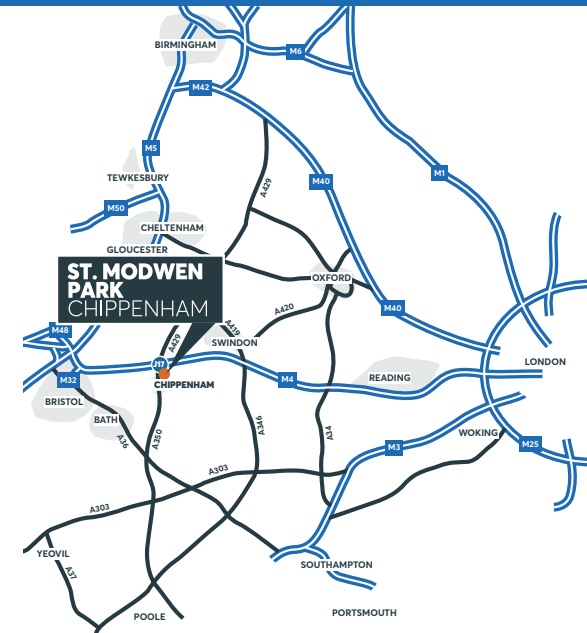 BIRMINGHAM
M6
M42
M5
M1
TEWKESBURY
A429
M40
M50
CHELTENHAM
GLOUCESTER
ST. MODWEN
PARK
CHIPPENHAM
OXFORD
M40
A420
M48
A429
A419
SWINDON
J17
LONDON
M32
CHIPPENHAM
M4
READING
BRISTOL
BATH
A36
A350
A346
A34
WOKING
M3
M25
A303
A303
YEOVIL
A37
SOUTHAMPTON
POOLE
PORTSMOUTH